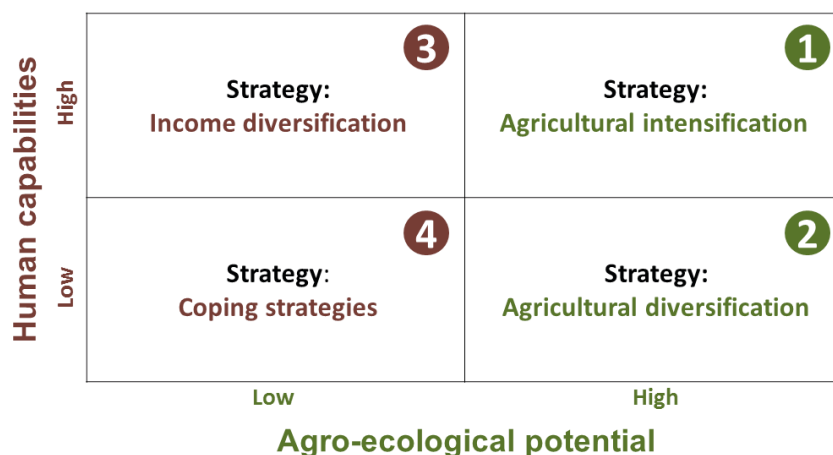 Human capabilities
High
Low
3
Strategy:
Income diversification
1
Strategy:
Agricultural intensification
4
Strategy:
Coping strategies
2
Strategy:
Agricultural diversification
Low
High
Agro-ecological potential